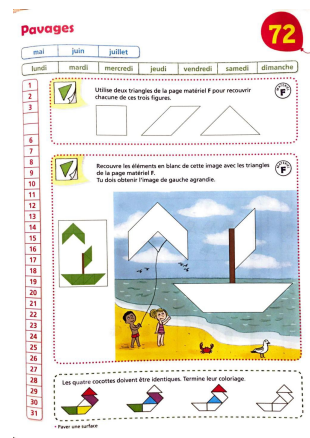 Pavages
72
mai juin juillet
lundi mardi mercredi jeudi vendredi samedi dimanche
1
2
3
Utilise deux triangles de la page matériel F pour recouvrir
chacune de ces trois figures.
F
6
7
8
9
10
11
12
13
14
15
16
17
18
19
20
21
22
23
24
25
26
27
28
29
30
31
Recouvre les éléments en blanc de cette image avec les triangles
de la page matériel F.
Tu dois obtenir l'image de gauche agrandie.
F
Les quatre cocottes doivent être identiques. Termine leur coloriage.
• Paver une surface